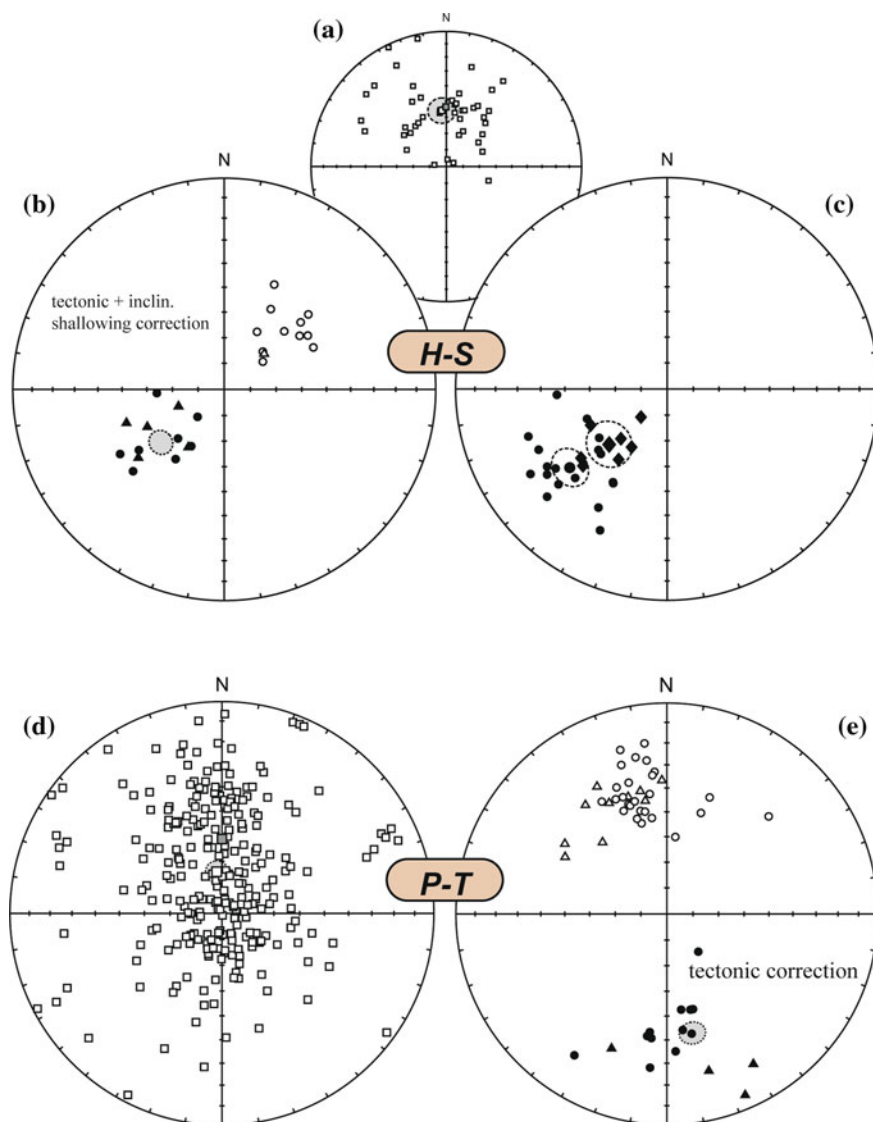 (a)
N
(b)
N
tectonic + inclin.
shallowing correction
(c)
N
H-S
(d)
N
(e)
N
P-T
tectonic correction